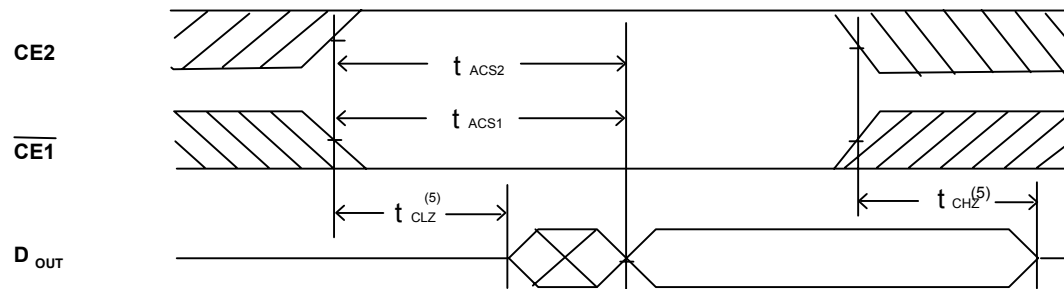 CE2
t ACS2
t ACS1
CE1
t CLZ (5)
t CHZ (5)
D OUT